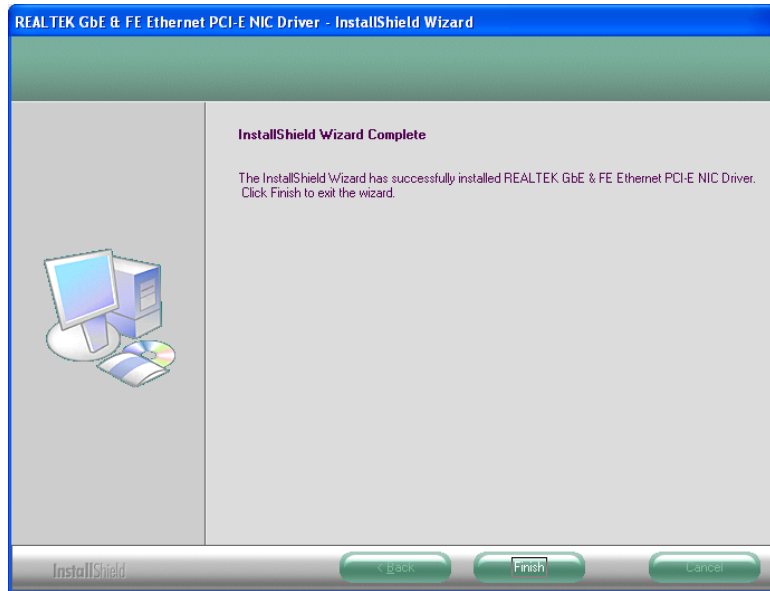 REALTEK GbE & FE Ethernet PCI-E NIC Driver - InstallShield Wizard
InstallShield Wizard Complete
The InstallShield Wizard has successfully installed REALTEK GbE & FE Ethernet PCI-E NIC Driver.
Click Finish to exit the wizard.
InstallShield
< Back
Finish
Cancel